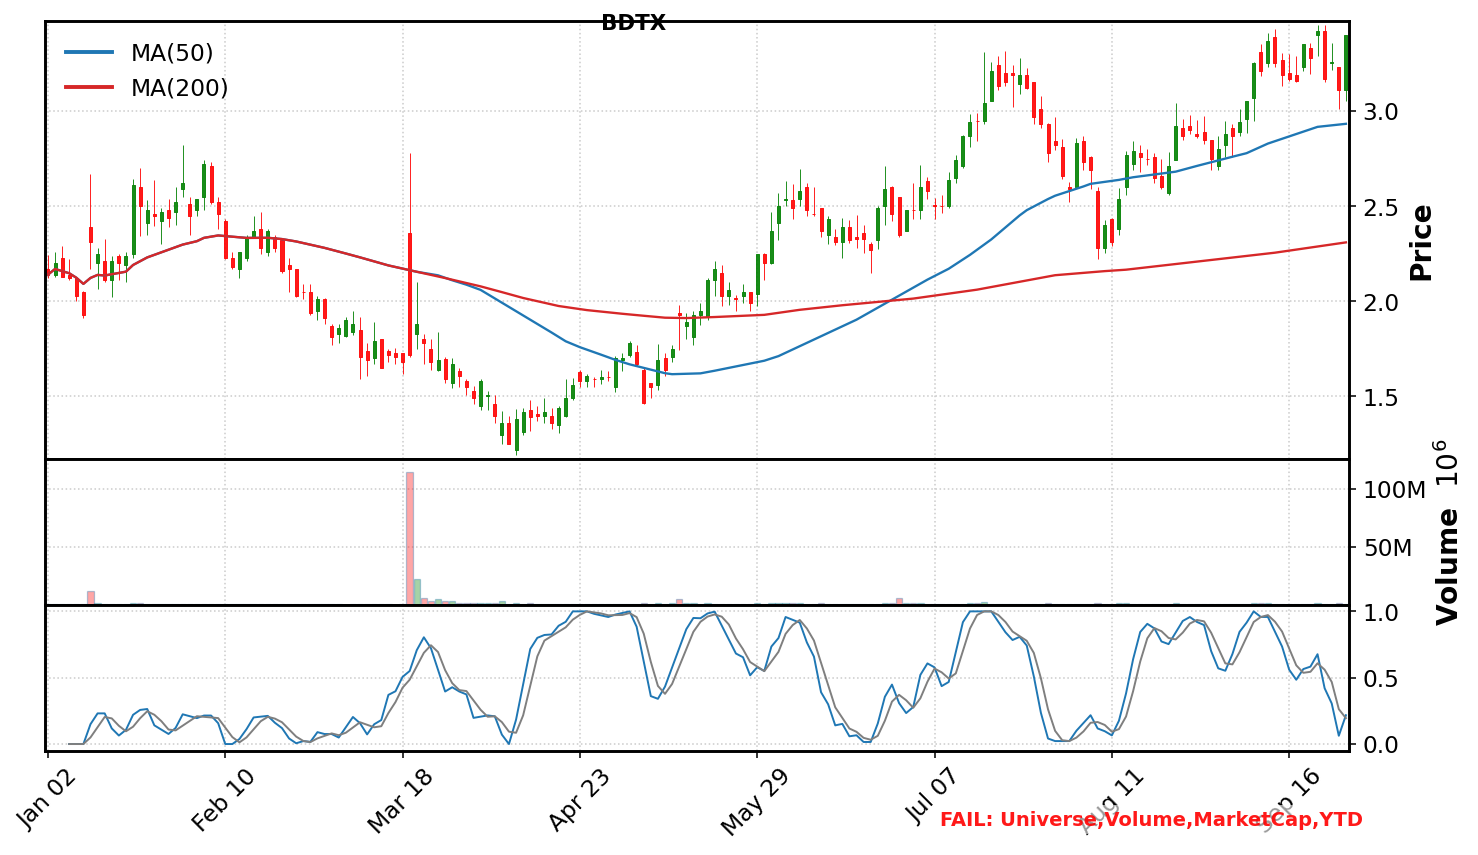 BDTX
MA(50)
MA(200)
3.0
2.5
2.0
1.5
Price
100M
50M
Volume 10^6
1.0
0.5
0.0
Jan 02
Feb 10
Mar 18
Apr 23
May 29
Jul 07
Aug 11
Sep 16
FAIL: Universe,Volume,MarketCap,YTD